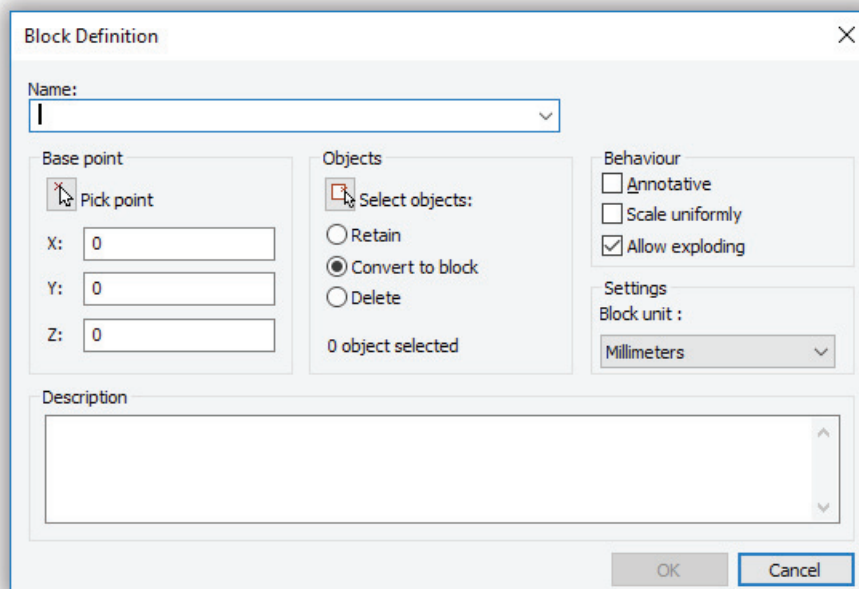 Block Definition
Name:
Base point
Pick point
X: 0
Y: 0
Z: 0
Objects
Select objects:
Retain
Convert to block
Delete
0 object selected
Behaviour
Annotative
Scale uniformly
Allow exploding
Settings
Block unit :
Millimeters
Description
OK
Cancel